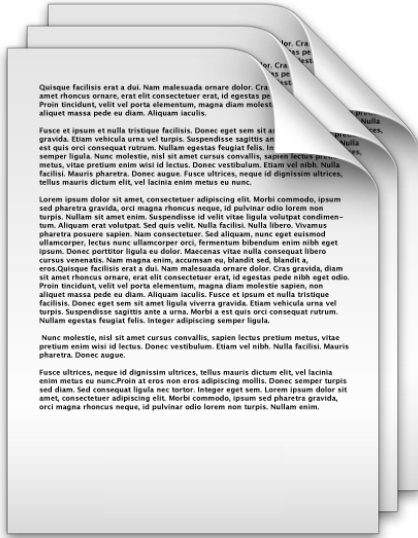 Quisque facilisis erat a dui. Nam malesuada ornare dolor. Cra
amet rhoncus ornare, erat elit consectetuer erat, id egestas pe
Proin tincidunt, velit vel porta elementum, magna diam molest
aliquet massa pede eu diam. Aliquam iaculis.
Fusce et ipsum et nulla tristique facilisis. Donec eget sem sit a
gravida. Etiam vehicula urna vel turpis. Suspendisse sagittis an
est quis orci consequat rutrum. Nullam egestas feugiat felis. In
semper ligula. Nunc molestie, nisl sit amet cursus convallis, sapien lectus pretiu
metus, vitae pretium enim wisi id lectus. Donec vestibulum. Etiam vel nibh. Nulla
facilisi. Mauris pharetra. Donec augue. Fusce ultrices, neque id dignissim ultrices,
tellus mauris dictum elit, vel lacinia enim metus eu nunc.
Lorem ipsum dolor sit amet, consectetuer adipiscing elit. Morbi commodo, ipsum
sed pharetra gravida, orci magna rhoncus neque, id pulvinar odio lorem non
turpis. Nullam sit amet enim. Suspendisse id velit vitae ligula volutpat condimen-
tum. Aliquam erat volutpat. Sed quis velit. Nulla facilisi. Nulla libero. Vivamus
pharetra posuere sapien. Nam consectetuer. Sed aliquam, nunc eget euismod
ullamcorper, lectus nunc ullamcorper orci, fermentum bibendum enim nibh eget
ipsum. Donec porttitor ligula eu dolor. Maecenas vitae nulla consequat libero
cursus venenatis. Nam magna enim, accumsan eu, blandit sed, blandit a,
eros.Quisque facilisis erat a dui. Nam malesuada ornare dolor. Cras gravida, diam
sit amet rhoncus ornare, erat elit consectetuer erat, id egestas pede nibh eget odio.
Proin tincidunt, velit vel porta elementum, magna diam molestie sapien, non
aliquet massa pede eu diam. Aliquam iaculis. Fusce et ipsum et nulla tristique
facilisis. Donec eget sem sit amet ligula viverra gravida. Etiam vehicula urna vel
turpis. Suspendisse sagittis ante a urna. Morbi a est quis orci consequat rutrum.
Nullam egestas feugiat felis. Integer adipiscing semper ligula.
Nunc molestie, nisl sit amet cursus convallis, sapien lectus pretium metus, vitae
pretium enim wisi id lectus. Donec vestibulum. Etiam vel nibh. Nulla facilisi. Mauris
pharetra. Donec augue.
Fusce ultrices, neque id dignissim ultrices, tellus mauris dictum elit, vel lacinia
enim metus eu nunc.Proin at eros non eros adipiscing mollis. Donec semper turpis
sed diam. Sed consequat ligula nec tortor. Integer eget sem. Lorem ipsum dolor sit
amet, consectetuer adipiscing elit. Morbi commodo, ipsum sed pharetra gravida,
orci magna rhoncus neque, id pulvinar odio lorem non turpis. Nullam enim.